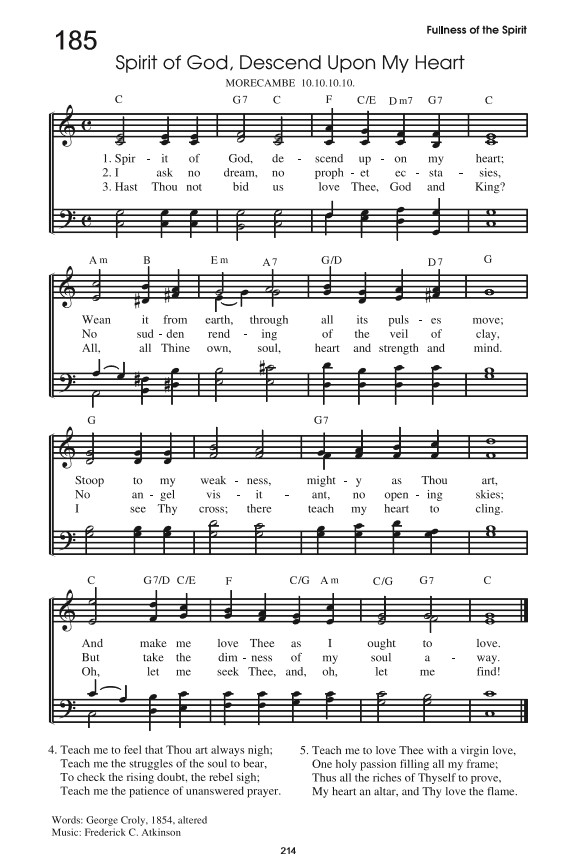 Fullness of the Spirit
185
Spirit of God, Descend Upon My Heart
MORECAMBE 10.10.10.10.
C G7 C F C/E Dm7 G7 C
1. Spir - it of God, de - scend up - on my heart;
2. I ask no dream, no proph - et ec - sta - sies,
3. Hast Thou not bid us love Thee, God and King?
Am B Em A7 G/D D7 G
Wean it from earth, through all its puls - es move;
No sud - den rend - ing of the veil of clay,
All, all Thine own, soul, heart and strength and mind.
G G7
Stoop to my weak - ness, might - y as Thou art,
No an - gel vis - it - ant, no open - ing skies;
I see Thy cross; there teach my heart to cling.
C G7/D C/E F C/G Am C/G G7 C
And make me love Thee as I ought to love.
But take the dim - ness of my soul a - way.
Oh, let me seek Thee, and, oh, let me find!
4. Teach me to feel that Thou art always nigh;
Teach me the struggles of the soul to bear,
To check the rising doubt, the rebel sigh;
Teach me the patience of unanswered prayer.
5. Teach me to love Thee with a virgin love,
One holy passion filling all my frame;
Thus all the riches of Thyself to prove,
My heart an altar, and Thy love the flame.
Words: George Croly, 1854, altered
Music: Frederick C. Atkinson
214